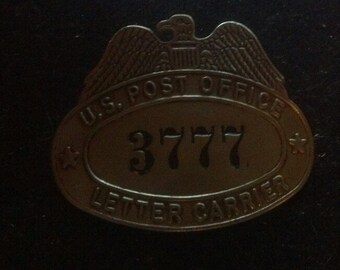 U.S. POST OFFICE
3777
LETTER CARRIER